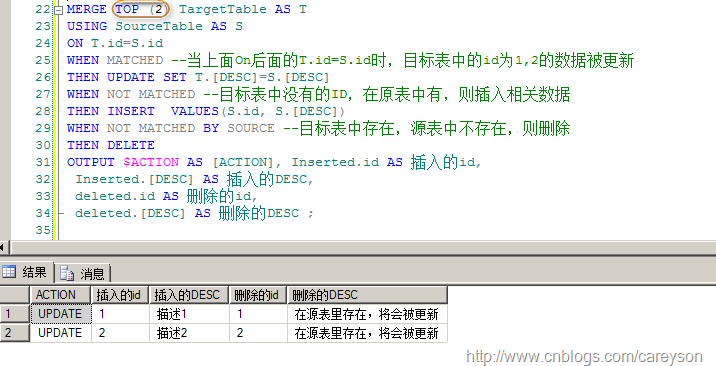 22 MERGE TOP (2) TargetTable AS T
23 USING SourceTable AS S
24 ON T.id=S.id
25 WHEN MATCHED --当上面On后面的T.id=S.id时，目标表中的id为1,2的数据被更新
26 THEN UPDATE SET T.[DESC]=S.[DESC]
27 WHEN NOT MATCHED --目标表中没有的ID，在原表中有，则插入相关数据
28 THEN INSERT  VALUES(S.id, S.[DESC])
29 WHEN NOT MATCHED BY SOURCE --目标表中存在，源表中不存在，则删除
30 THEN DELETE
31 OUTPUT $ACTION AS [ACTION], Inserted.id AS 插入的id,
32 Inserted.[DESC] AS 插入的DESC,
33 deleted.id AS 删除的id,
34 deleted.[DESC] AS 删除的DESC ;
35
结果 消息
ACTION 插入的id 插入的DESC 删除的id 删除的DESC
1 UPDATE 1 描述1 1 在源表里存在，将会被更新
2 UPDATE 2 描述2 2 在源表里存在，将会被更新
http://www.cnblogs.com/careyson